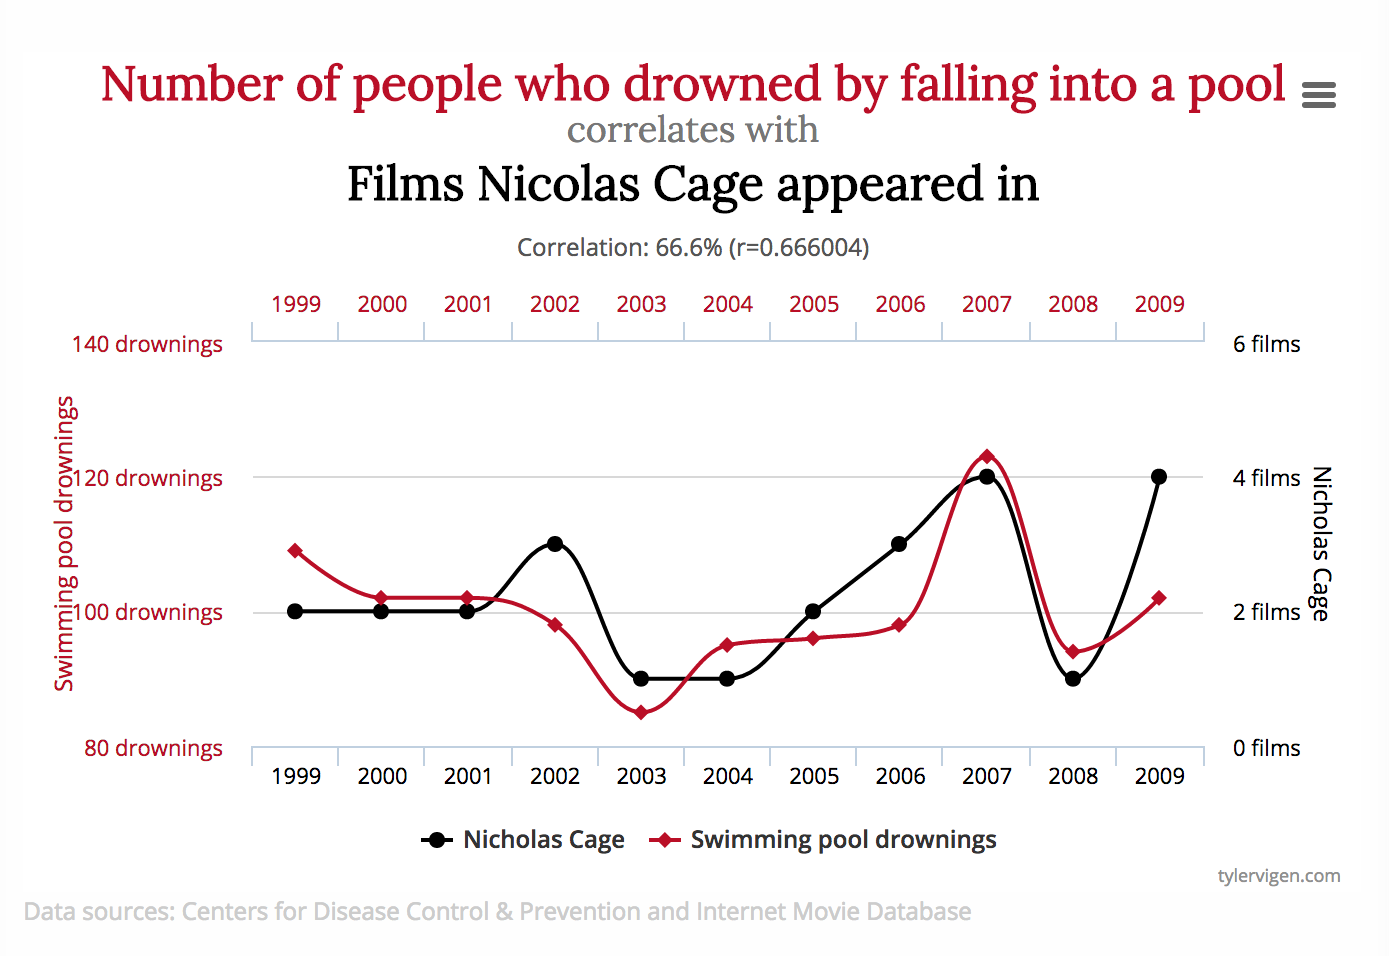 Number of people who drowned by falling into a pool
correlates with
Films Nicolas Cage appeared in
Correlation: 66.6% (r=0.666004)
1999 2000 2001 2002 2003 2004 2005 2006 2007 2008 2009
140 drownings 6 films
120 drownings 4 films
100 drownings 2 films
80 drownings 0 films
Swimming pool drownings
Nicholas Cage
1999 2000 2001 2002 2003 2004 2005 2006 2007 2008 2009
Nicholas Cage Swimming pool drownings
tylervigen.com
Data sources: Centers for Disease Control & Prevention and Internet Movie Database